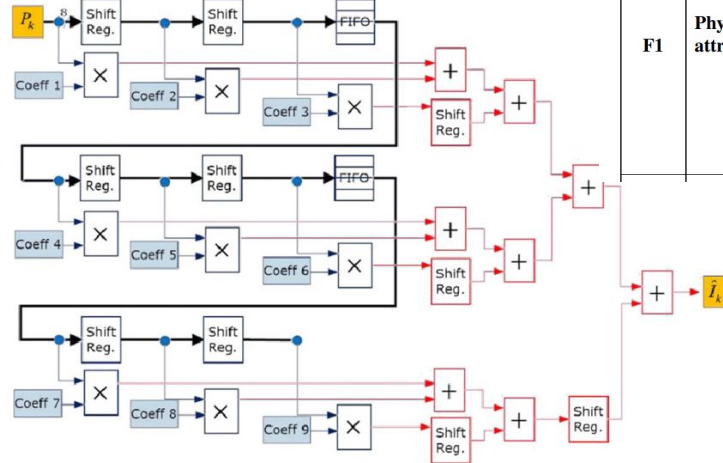 P_k
8
Shift
Reg.
Shift
Reg.
FIFO
Coeff 1
×
Coeff 2
×
Coeff 3
×
+
Shift
Reg.
+
F1
Phy
attr
Shift
Reg.
Shift
Reg.
FIFO
+
Coeff 4
×
Coeff 5
×
Coeff 6
×
+
Shift
Reg.
+
+
Î_k
Shift
Reg.
Shift
Reg.
Coeff 7
×
Coeff 8
×
Coeff 9
×
+
Shift
Reg.
+
Shift
Reg.